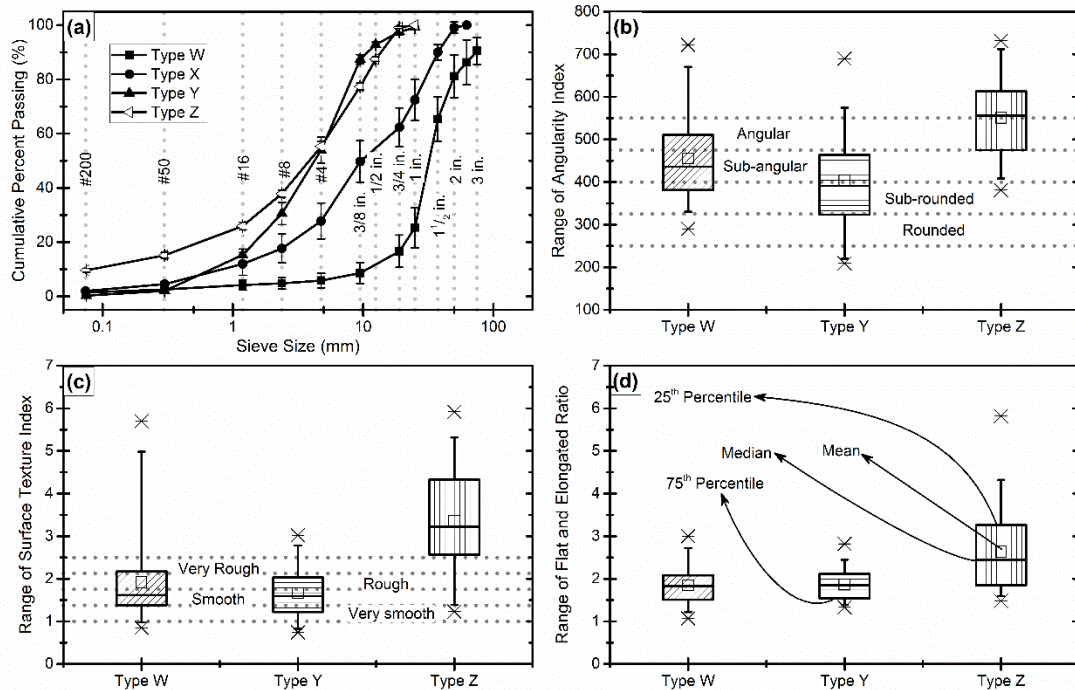 (a)
Type W
Type X
Type Y
Type Z
#200
#50
#16
#8
#4
3/8 in.
1/2 in.
3/4 in.
1 in.
1 1/2 in.
2 in.
3 in.
100
80
60
40
20
0
Cumulative Percent Passing (%)
0.1
1
10
100
Sieve Size (mm)
(b)
800
700
600
500
400
300
200
100
Range of Angularity Index
Angular
Sub-angular
Sub-rounded
Rounded
Type W
Type Y
Type Z
(c)
7
6
5
4
3
2
1
0
Range of Surface Texture Index
Very Rough
Rough
Smooth
Very smooth
Type W
Type Y
Type Z
(d)
7
6
5
4
3
2
1
0
Range of Flat and Elongated Ratio
25th Percentile
Median
Mean
75th Percentile
Type W
Type Y
Type Z